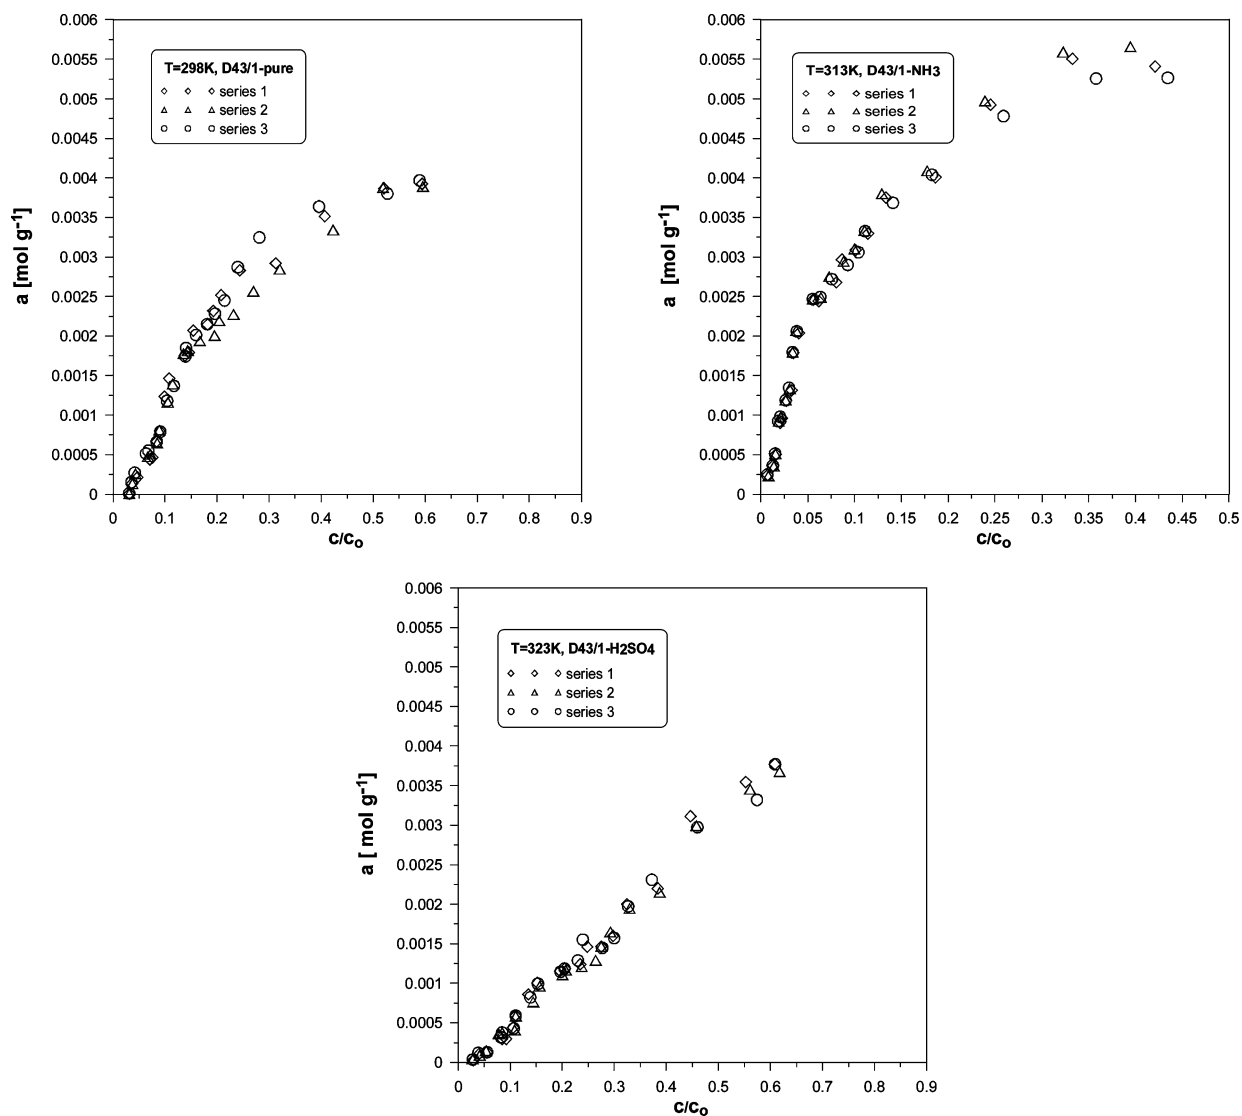 0.006
0.0055
0.005
0.0045
0.004
0.0035
0.003
0.0025
0.002
0.0015
0.001
0.0005
0
a [mol g-1]
T=298K, D43/1-pure
series 1
series 2
series 3
0 0.1 0.2 0.3 0.4 0.5 0.6 0.7 0.8 0.9
c/co
0.006
0.0055
0.005
0.0045
0.004
0.0035
0.003
0.0025
0.002
0.0015
0.001
0.0005
0
a [mol g-1]
T=313K, D43/1-NH3
series 1
series 2
series 3
0 0.05 0.1 0.15 0.2 0.25 0.3 0.35 0.4 0.45 0.5
c/co
0.006
0.0055
0.005
0.0045
0.004
0.0035
0.003
0.0025
0.002
0.0015
0.001
0.0005
0
a [ mol g-1]
T=323K, D43/1-H2SO4
series 1
series 2
series 3
0 0.1 0.2 0.3 0.4 0.5 0.6 0.7 0.8 0.9
c/co